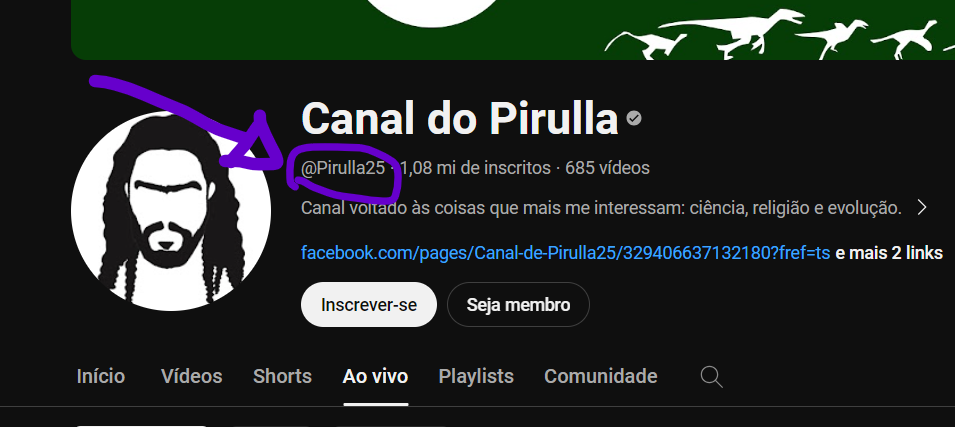 Canal do Pirulla
@Pirulla25 · 1,08 mi de inscritos · 685 vídeos
Canal voltado às coisas que mais me interessam: ciência, religião e evolução.
facebook.com/pages/Canal-de-Pirulla25/329406637132180?fref=ts e mais 2 links
Inscrever-se Seja membro
Início Vídeos Shorts Ao vivo Playlists Comunidade